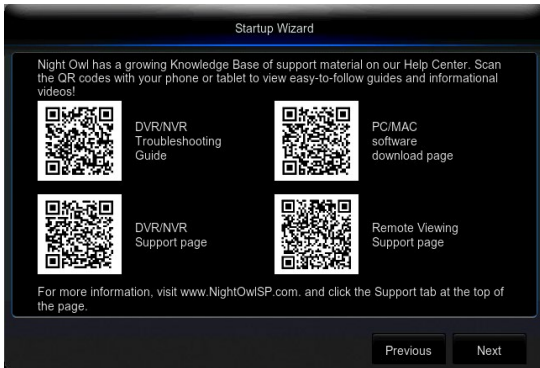 Startup Wizard
Night Owl has a growing Knowledge Base of support material on our Help Center. Scan
the QR codes with your phone or tablet to view easy-to-follow guides and informational
videos!
DVR/NVR
Troubleshooting
Guide
PC/MAC
software
download page
DVR/NVR
Support page
Remote Viewing
Support page
For more information, visit www.NightOwlSP.com. and click the Support tab at the top of
the page.
Previous
Next